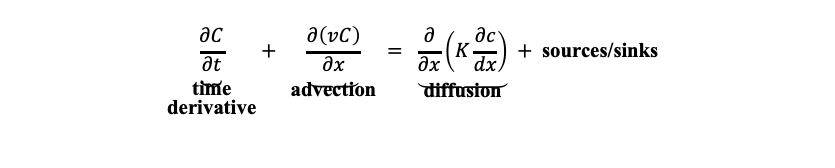 ∂C/∂t + ∂(vC)/∂x = ∂/∂x (K ∂c/dx) + sources/sinks
time derivative
advection
diffusion